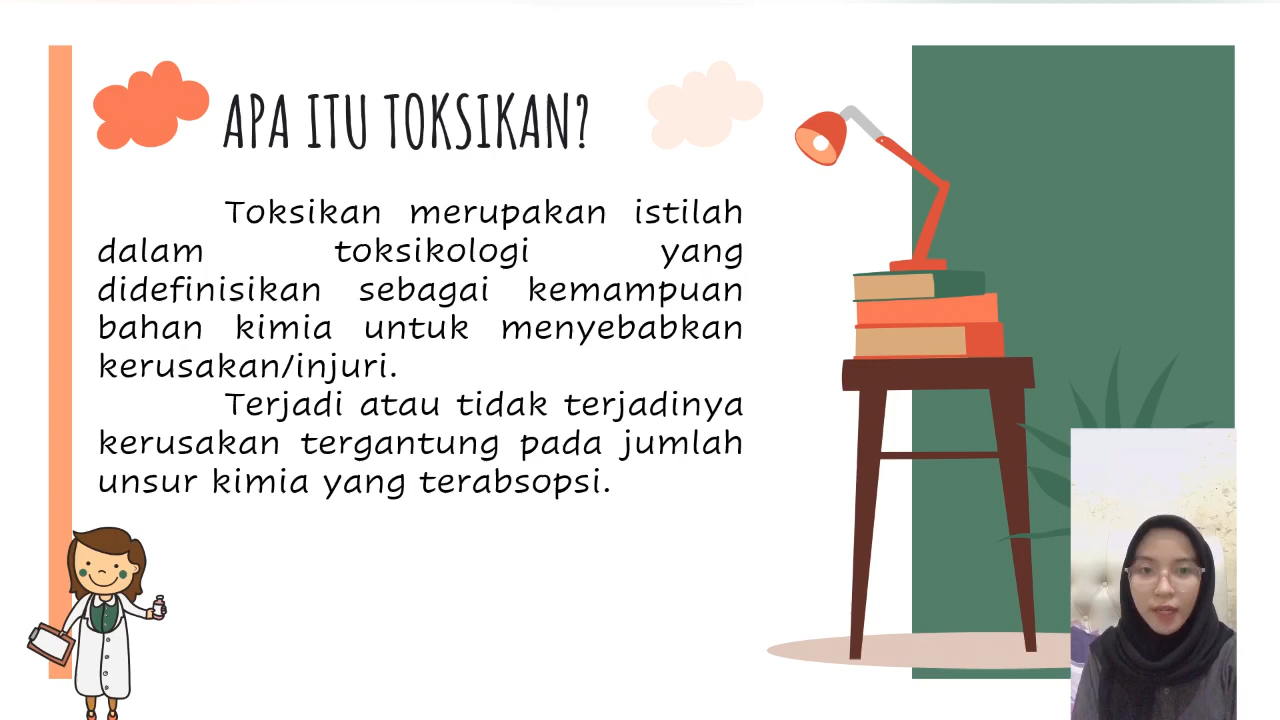 APA ITU TOKSIKAN?
Toksikan merupakan istilah
dalam toksikologi yang
didefinisikan sebagai kemampuan
bahan kimia untuk menyebabkan
kerusakan/injuri.
Terjadi atau tidak terjadinya
kerusakan tergantung pada jumlah
unsur kimia yang terabsopsi.